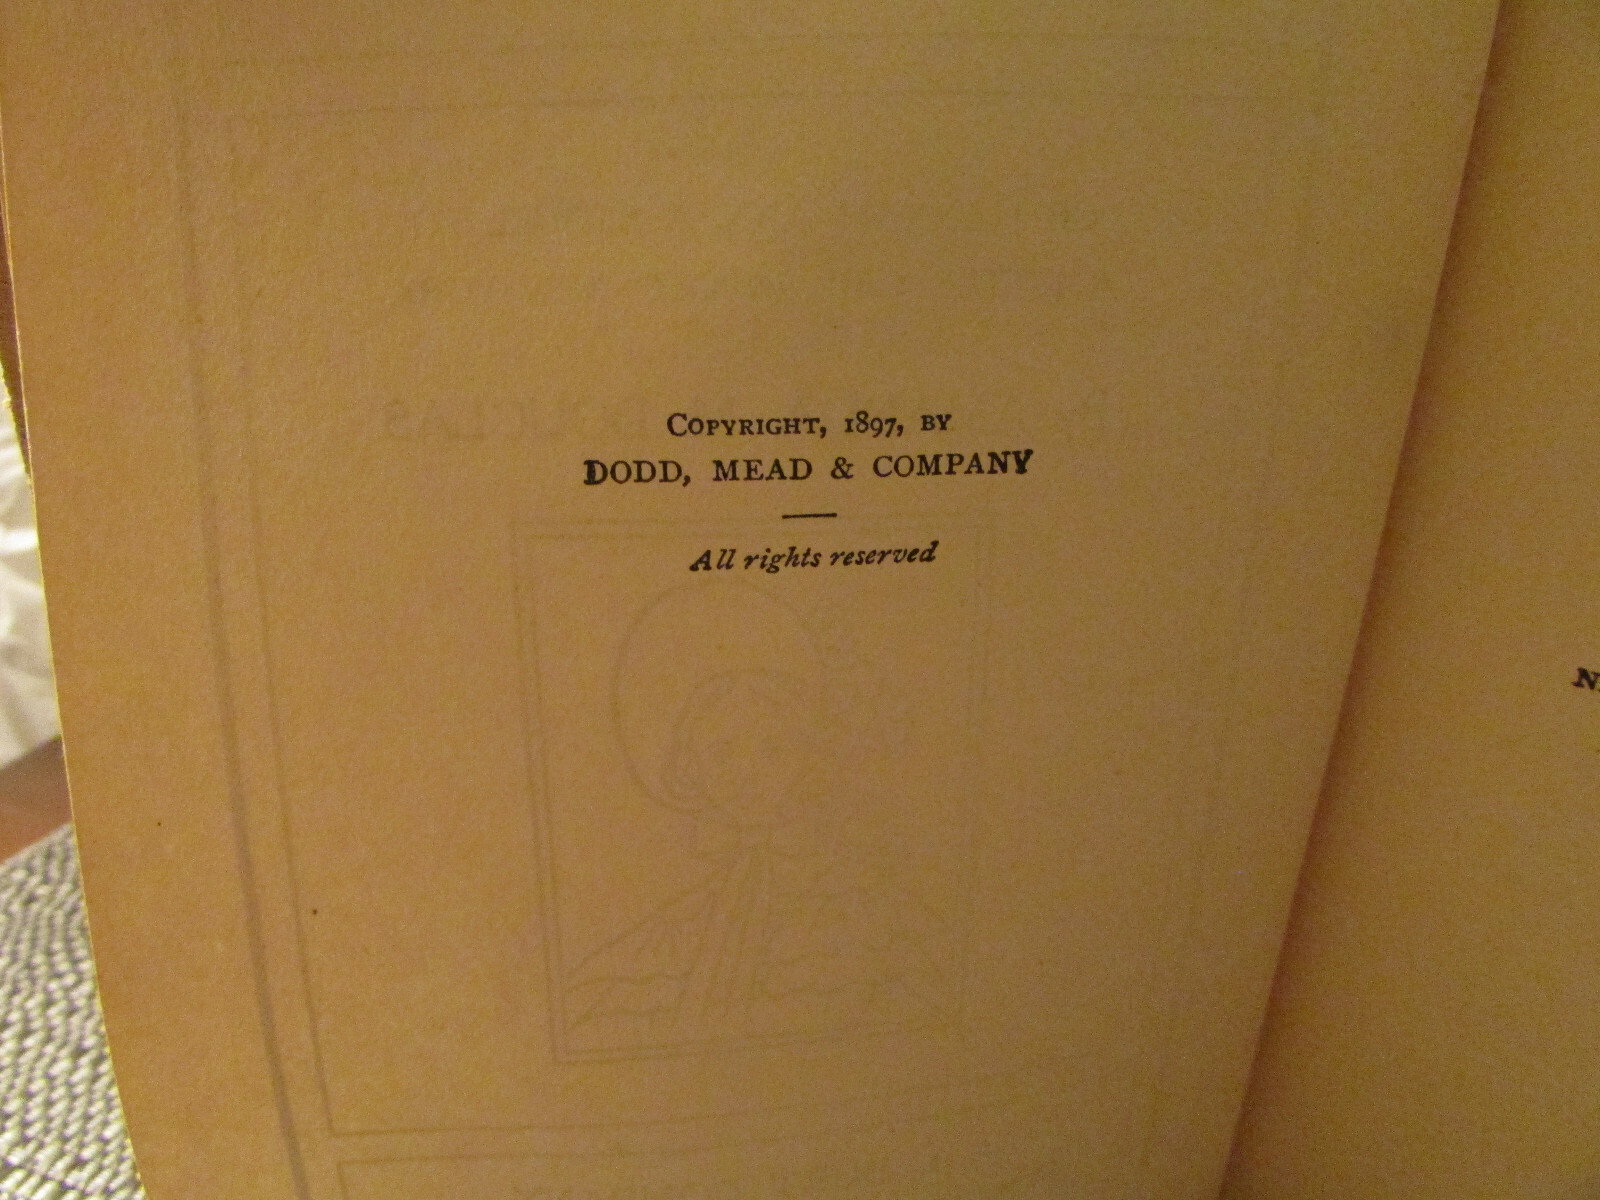 COPYRIGHT, 1897, BY
DODD, MEAD & COMPANY
All rights reserved